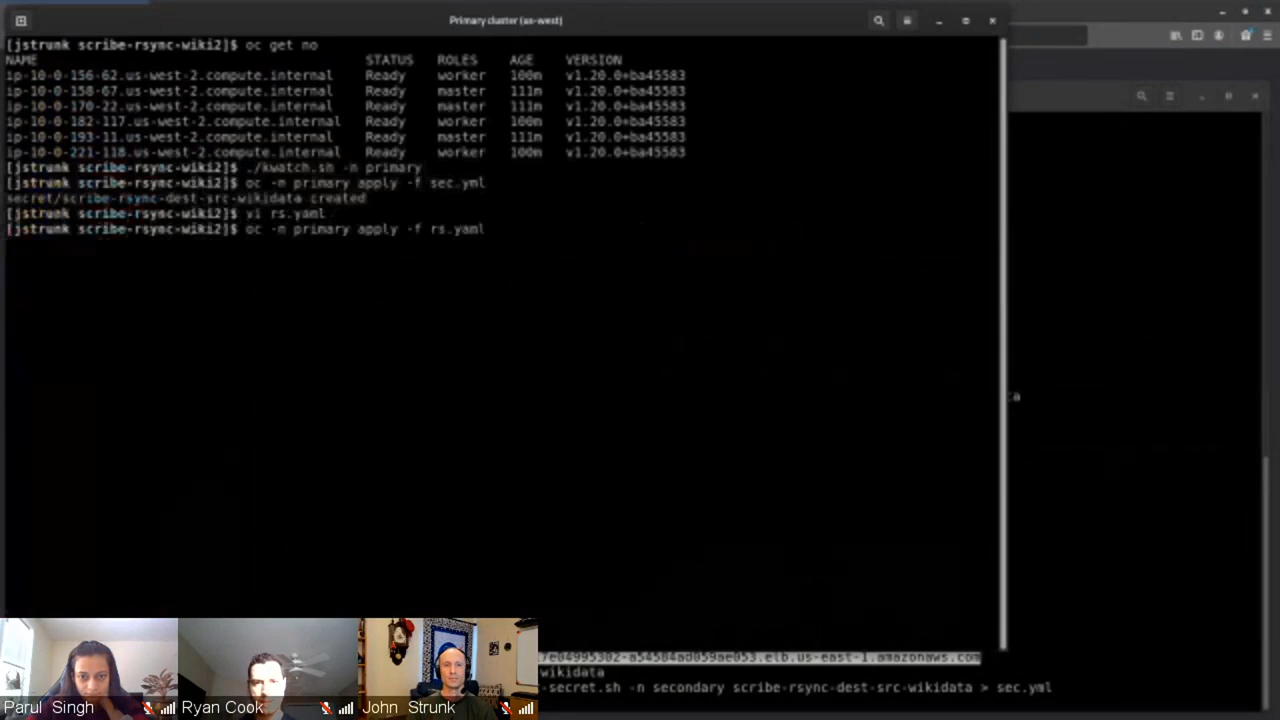 Primary cluster (us-west)
[jstrunk scribe-rsync-wiki2]$ oc get no
NAME STATUS ROLES AGE VERSION
ip-10-0-156-62.us-west-2.compute.internal Ready worker 100m v1.20.0+ba45583
ip-10-0-158-67.us-west-2.compute.internal Ready master 111m v1.20.0+ba45583
ip-10-0-170-22.us-west-2.compute.internal Ready master 111m v1.20.0+ba45583
ip-10-0-182-117.us-west-2.compute.internal Ready worker 100m v1.20.0+ba45583
ip-10-0-193-11.us-west-2.compute.internal Ready master 111m v1.20.0+ba45583
ip-10-0-221-118.us-west-2.compute.internal Ready worker 100m v1.20.0+ba45583
[jstrunk scribe-rsync-wiki2]$ ./kwatch.sh -n primary
[jstrunk scribe-rsync-wiki2]$ oc -n primary apply -f sec.yml
secret/scribe-rsync-dest-src-wikidata created
[jstrunk scribe-rsync-wiki2]$ vi rs.yaml
[jstrunk scribe-rsync-wiki2]$ oc -n primary apply -f rs.yaml
ta
7e04995302-a54504ad059ae053.elb.us-east-1.amazonaws.com
wikidata
-secret.sh -n secondary scribe-rsync-dest-src-wikidata > sec.yml
Parul Singh
Ryan Cook
John Strunk